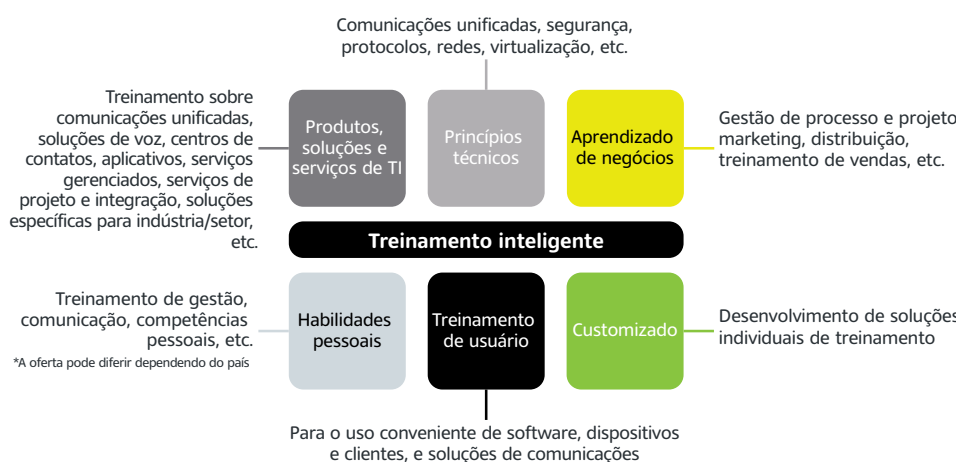 Comunicações unificadas, segurança,
protocolos, redes, virtualização, etc.
Treinamento sobre
comunicações unificadas,
soluções de voz, centros de
contatos, aplicativos, serviços
gerenciados, serviços de
projeto e integração, soluções
específicas para indústria/setor,
etc.
Produtos,
soluções e
serviços de TI
Princípios
técnicos
Aprendizado
de negócios
Gestão de processo e projeto
marketing, distribuição,
treinamento de vendas, etc.
Treinamento inteligente
Treinamento de gestão,
comunicação, competências
pessoais, etc.
*A oferta pode diferir dependendo do país
Habilidades
pessoais
Treinamento
de usuário
Customizado
Desenvolvimento de soluções
individuais de treinamento
Para o uso conveniente de software, dispositivos
e clientes, e soluções de comunicações